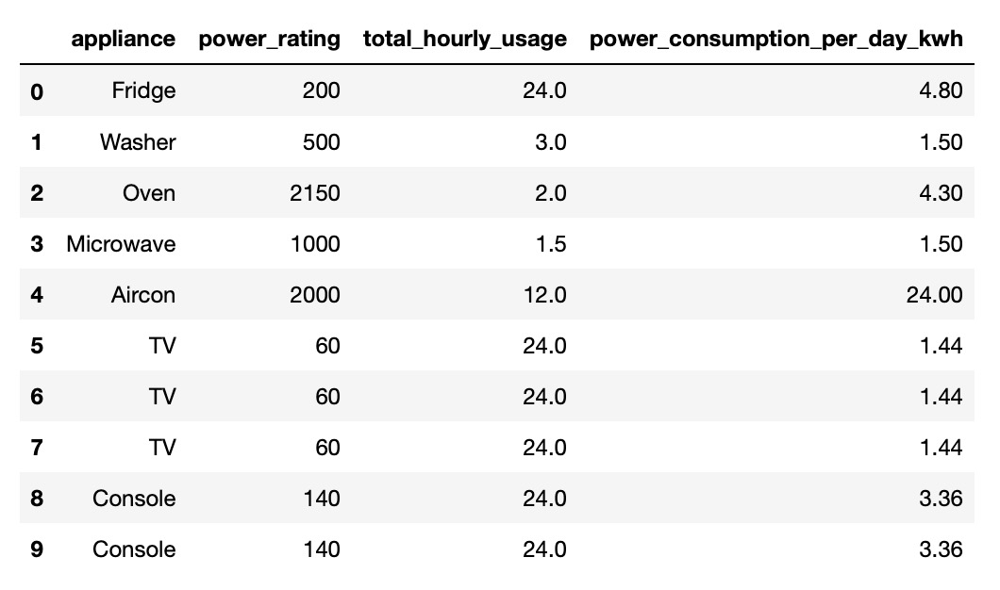 appliance power_rating total_hourly_usage power_consumption_per_day_kwh
0 Fridge 200 24.0 4.80
1 Washer 500 3.0 1.50
2 Oven 2150 2.0 4.30
3 Microwave 1000 1.5 1.50
4 Aircon 2000 12.0 24.00
5 TV 60 24.0 1.44
6 TV 60 24.0 1.44
7 TV 60 24.0 1.44
8 Console 140 24.0 3.36
9 Console 140 24.0 3.36